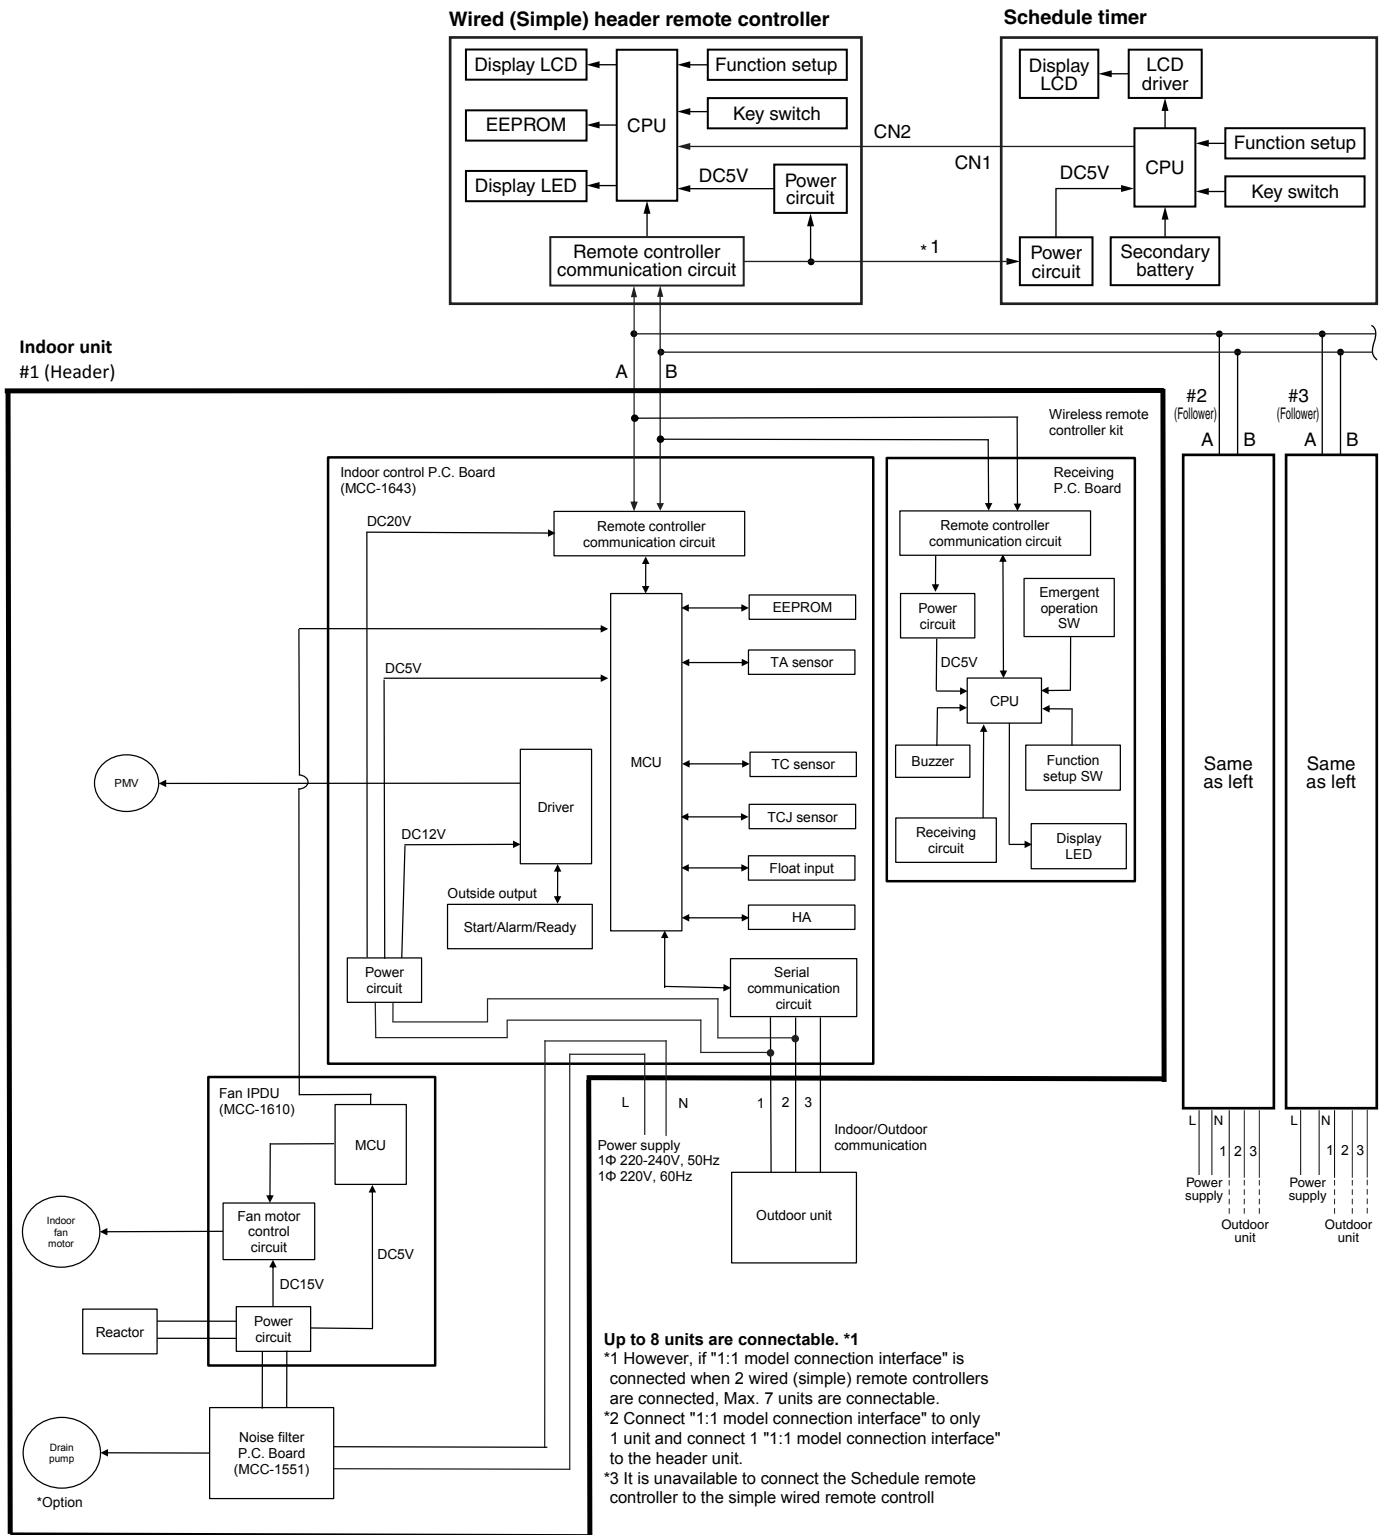 Wired (Simple) header remote controller
Schedule timer
Display LCD
EEPROM
Display LED
CPU
Function setup
Key switch
DC5V
Power
circuit
Remote controller
communication circuit
CN2
CN1
*1
Display
LCD
LCD
driver
CPU
Function setup
Key switch
DC5V
Power
circuit
Secondary
battery
Indoor unit
#1 (Header)
A
B
#2
(Follower)
A
B
#3
(Follower)
A
B
Wireless remote
controller kit
Indoor control P.C. Board
(MCC-1643)
DC20V
Remote controller
communication circuit
EEPROM
TA sensor
DC5V
MCU
TC sensor
TCJ sensor
Float input
HA
PMV
Driver
DC12V
Outside output
Start/Alarm/Ready
Power
circuit
Serial
communication
circuit
Receiving
P.C. Board
Remote controller
communication circuit
Power
circuit
Emergent
operation
SW
DC5V
CPU
Buzzer
Function
setup SW
Receiving
circuit
Display
LED
Same
as left
Same
as left
Fan IPDU
(MCC-1610)
MCU
Fan motor
control
circuit
DC5V
DC15V
Power
circuit
Indoor
fan
motor
Reactor
Drain
pump
*Option
Noise filter
P.C. Board
(MCC-1551)
L
N
Power supply
1Φ 220-240V, 50Hz
1Φ 220V, 60Hz
1
2
3
Indoor/Outdoor
communication
Outdoor unit
L
N
1
2
3
Power
supply
Outdoor
unit
L
N
1
2
3
Power
supply
Outdoor
unit
Up to 8 units are connectable. *1
*1 However, if "1:1 model connection interface" is
connected when 2 wired (simple) remote controllers
are connected, Max. 7 units are connectable.
*2 Connect "1:1 model connection interface" to only
1 unit and connect 1 "1:1 model connection interface"
to the header unit.
*3 It is unavailable to connect the Schedule remote
controller to the simple wired remote controll